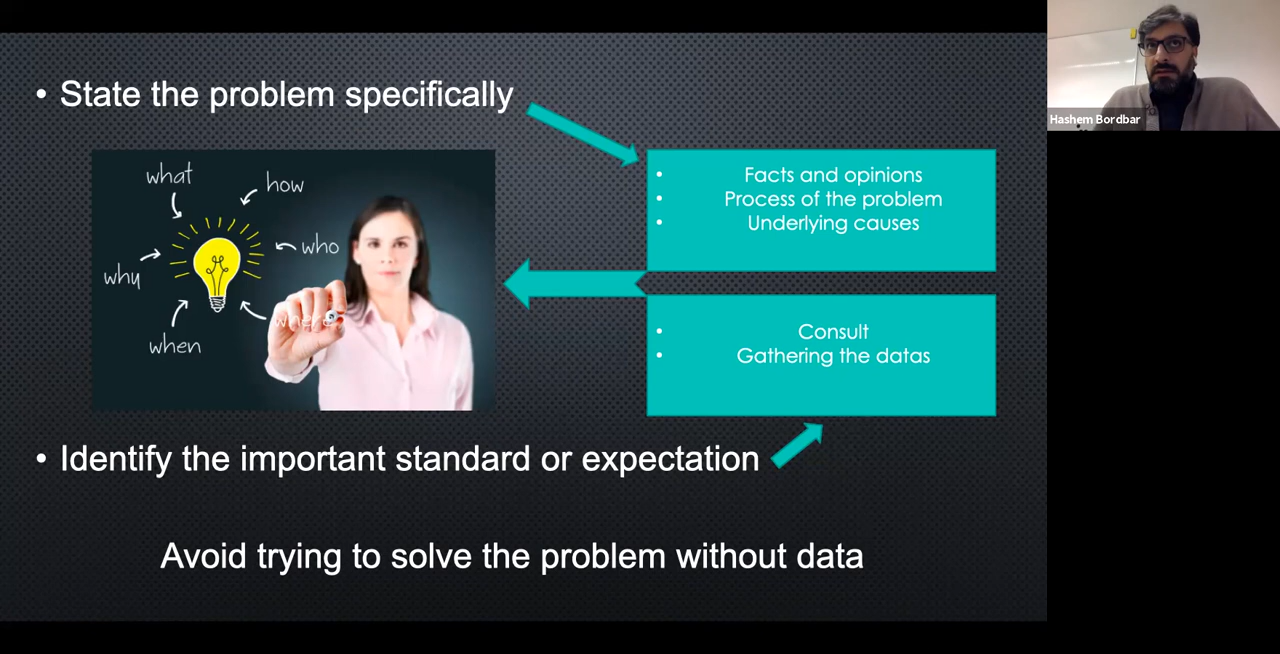 • State the problem specifically
what
how
who
why
where
when
• Facts and opinions
• Process of the problem
• Underlying causes
• Consult
• Gathering the datas
• Identify the important standard or expectation
Avoid trying to solve the problem without data
Hashem Bordbar